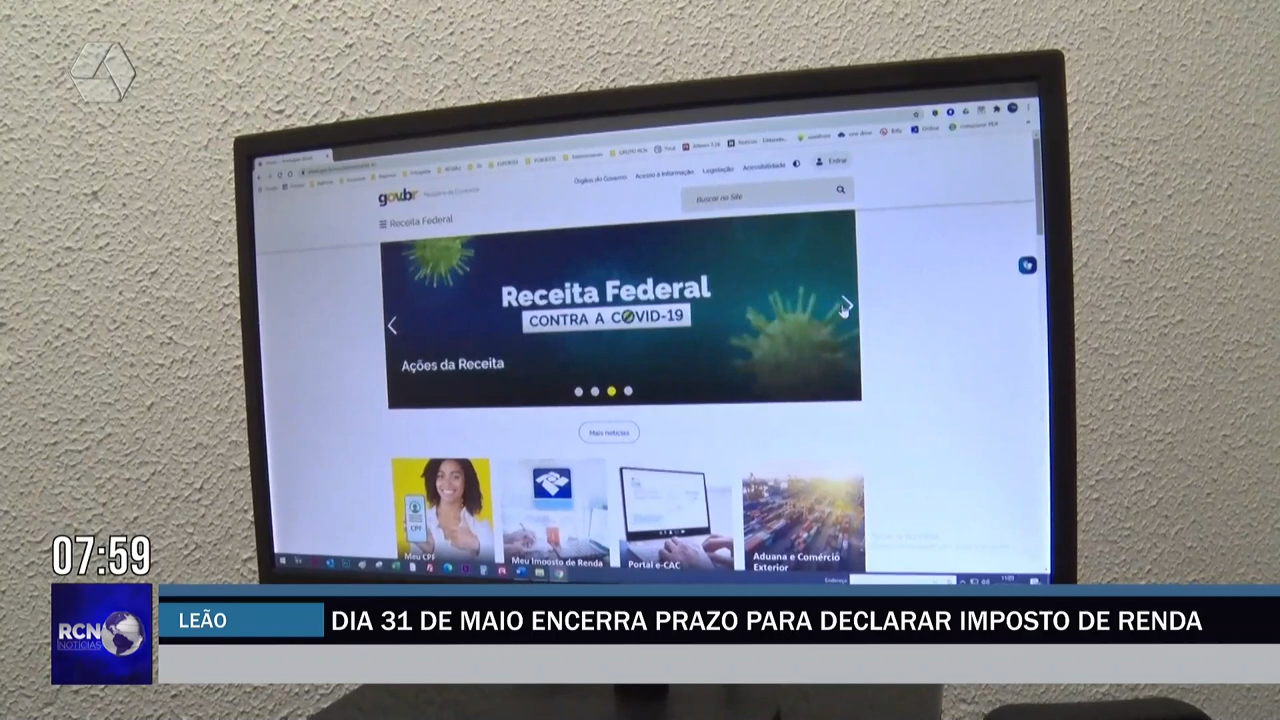 gov.br
Órgãos do Governo Acesso à Informação Legislação Acessibilidade Entrar
Buscar no Site
Receita Federal
Receita Federal
CONTRA A COVID-19
Ações da Receita
Mais notícias
Meu CPF
Meu Imposto de Renda
Portal e-CAC
Aduana e Comércio
Exterior
CPF
07:59
RCN
NOTÍCIAS
LEÃO
DIA 31 DE MAIO ENCERRA PRAZO PARA DECLARAR IMPOSTO DE RENDA